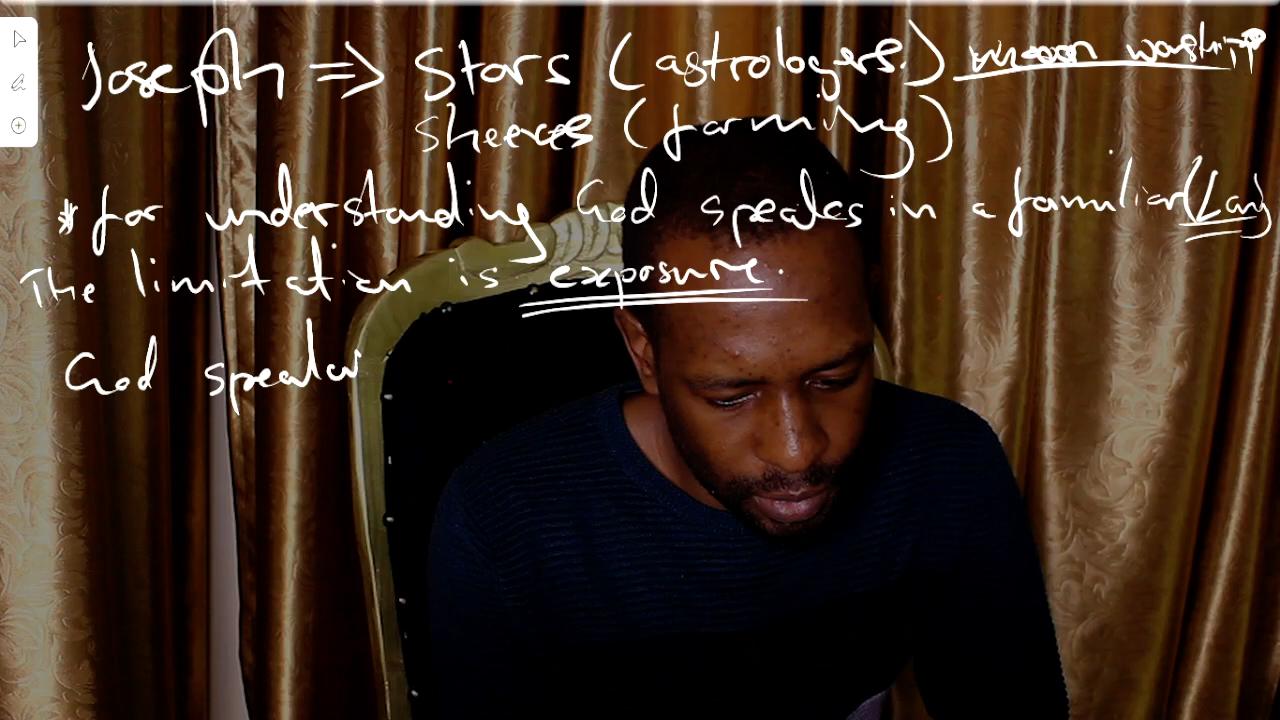 Joseph => Stars (astrologers.) moon worship
sheeves (farming)
* for understanding God speaks in a familiar (Lang
The limitation is exposure.
God speaks